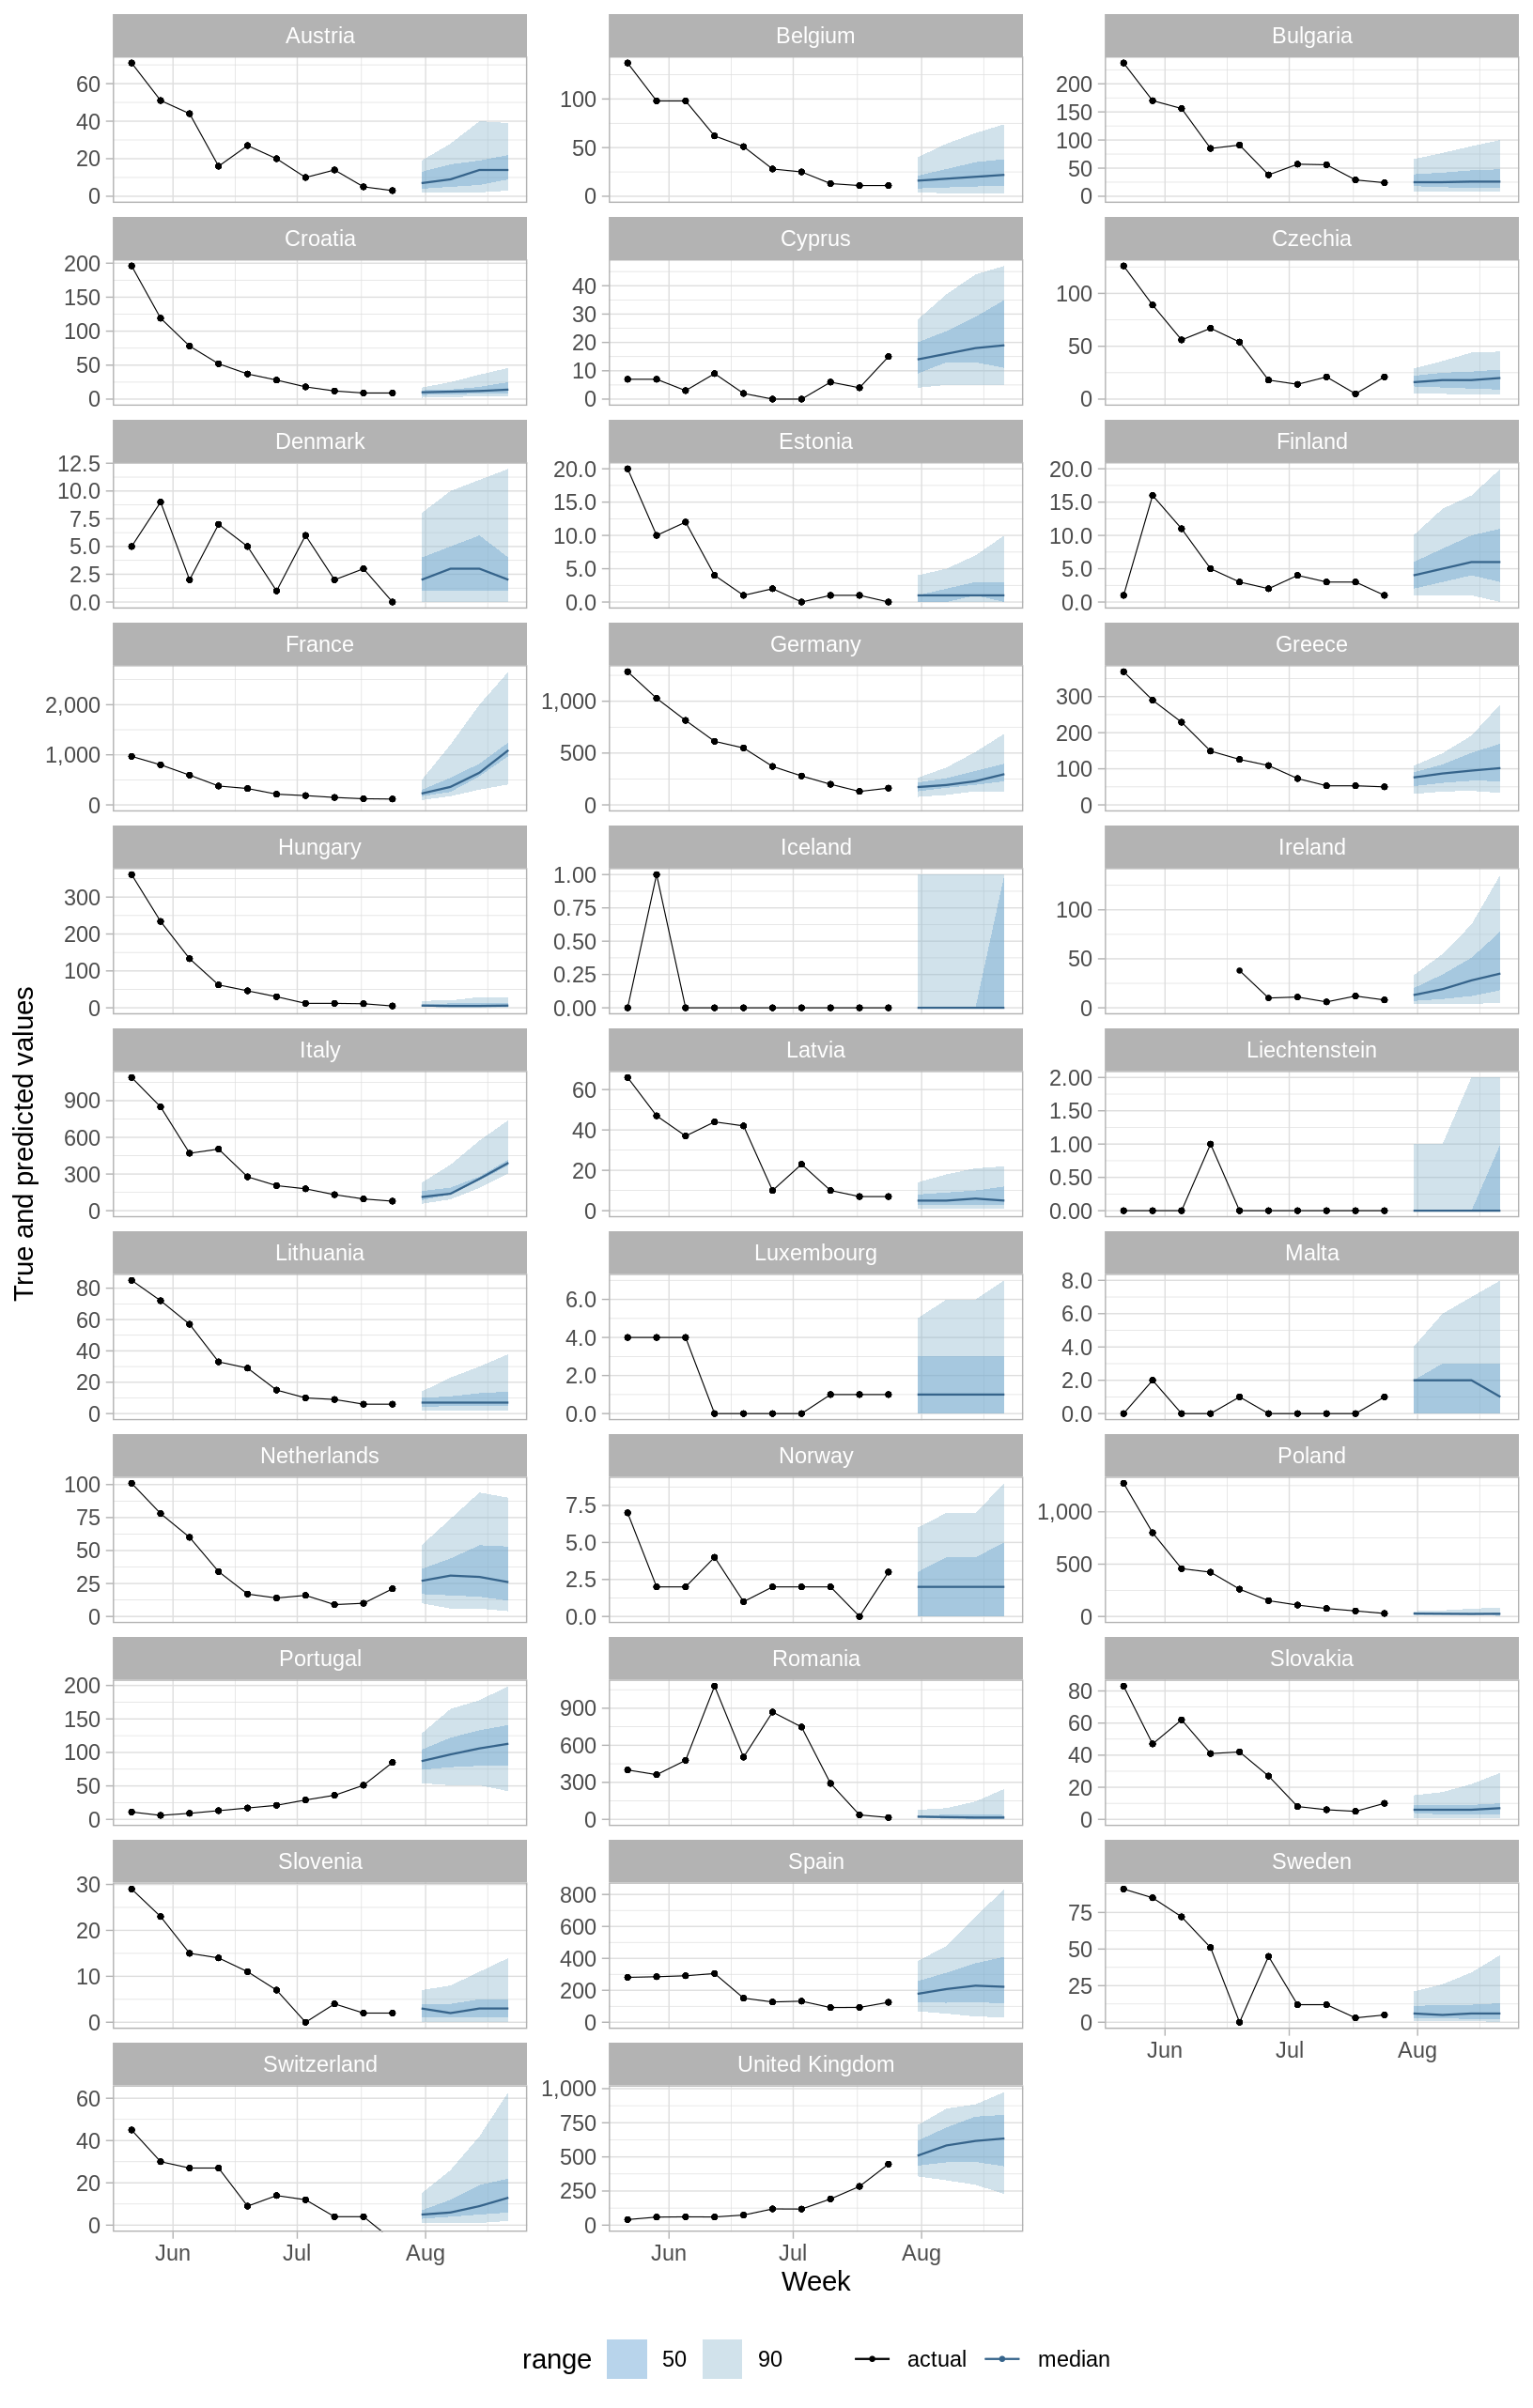 Austria Belgium Bulgaria
60 40 20 0
100 50 0
200 150 100 50 0
Croatia Cyprus Czechia
200 150 100 50 0
40 30 20 10 0
100 50 0
Denmark Estonia Finland
12.5 10.0 7.5 5.0 2.5 0.0
20.0 15.0 10.0 5.0 0.0
20.0 15.0 10.0 5.0 0.0
France Germany Greece
2,000 1,000 0
1,000 500 0
300 200 100 0
Hungary Iceland Ireland
300 200 100 0
1.00 0.75 0.50 0.25 0.00
100 50 0
Italy Latvia Liechtenstein
900 600 300 0
60 40 20 0
2.00 1.50 1.00 0.50 0.00
Lithuania Luxembourg Malta
80 60 40 20 0
6.0 4.0 2.0 0.0
8.0 6.0 4.0 2.0 0.0
Netherlands Norway Poland
100 75 50 25 0
7.5 5.0 2.5 0.0
1,000 500 0
Portugal Romania Slovakia
200 150 100 50 0
900 600 300 0
80 60 40 20 0
Slovenia Spain Sweden
30 20 10 0
800 600 400 200 0
75 50 25 0
Jun Jul Aug
Switzerland United Kingdom
60 40 20 0
1,000 750 500 250 0
Jun Jul Aug Jun Jul Aug
True and predicted values
Week
range 50 90 actual median